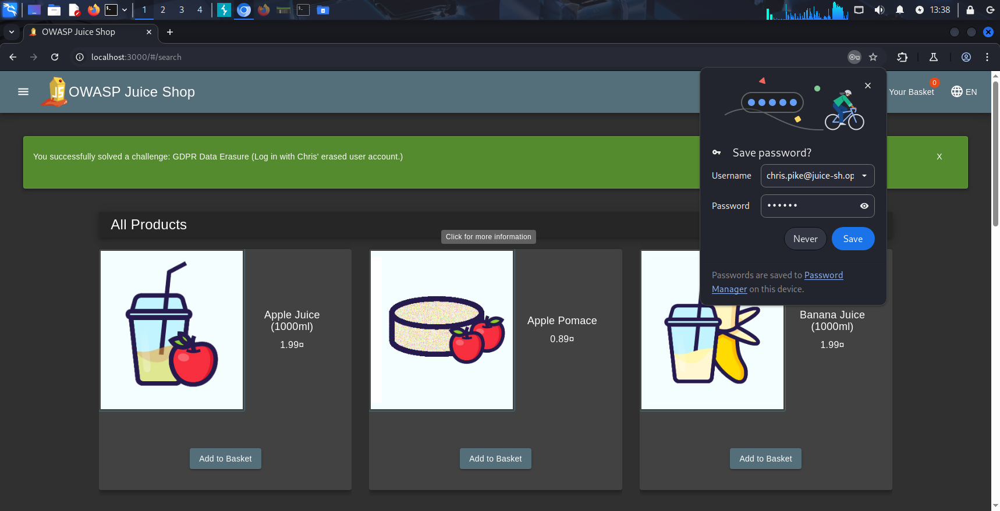 1 2 3 4 13:38
OWASP Juice Shop
localhost:3000/#/search
OWASP Juice Shop
Your Basket 0 EN
You successfully solved a challenge: GDPR Data Erasure (Log in with Chris' erased user account.) X
Save password?
Username chris.pike@juice-sh.op
Password ••••••
Never Save
Passwords are saved to Password
Manager on this device.
All Products
Click for more information
Apple Juice
(1000ml)
1.99¤
Add to Basket
Apple Pomace
0.89¤
Add to Basket
Banana Juice
(1000ml)
1.99¤
Add to Basket